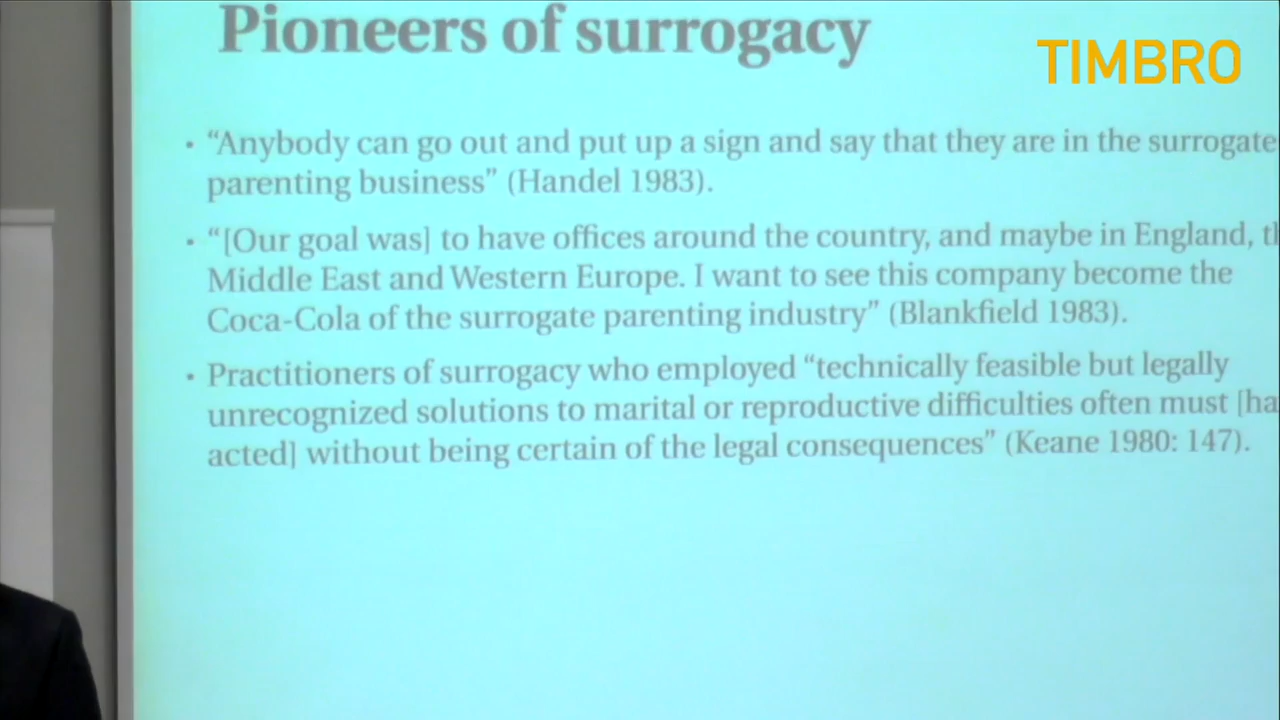 Pioneers of surrogacy
TIMBRO
• “Anybody can go out and put up a sign and say that they are in the surrogate
parenting business” (Handel 1983).
• “[Our goal was] to have offices around the country, and maybe in England,
Middle East and Western Europe. I want to see this company become the
Coca-Cola of the surrogate parenting industry” (Blankfield 1983).
• Practitioners of surrogacy who employed “technically feasible but legally
unrecognized solutions to marital or reproductive difficulties often must
acted] without being certain of the legal consequences” (Keane 1980: 147).